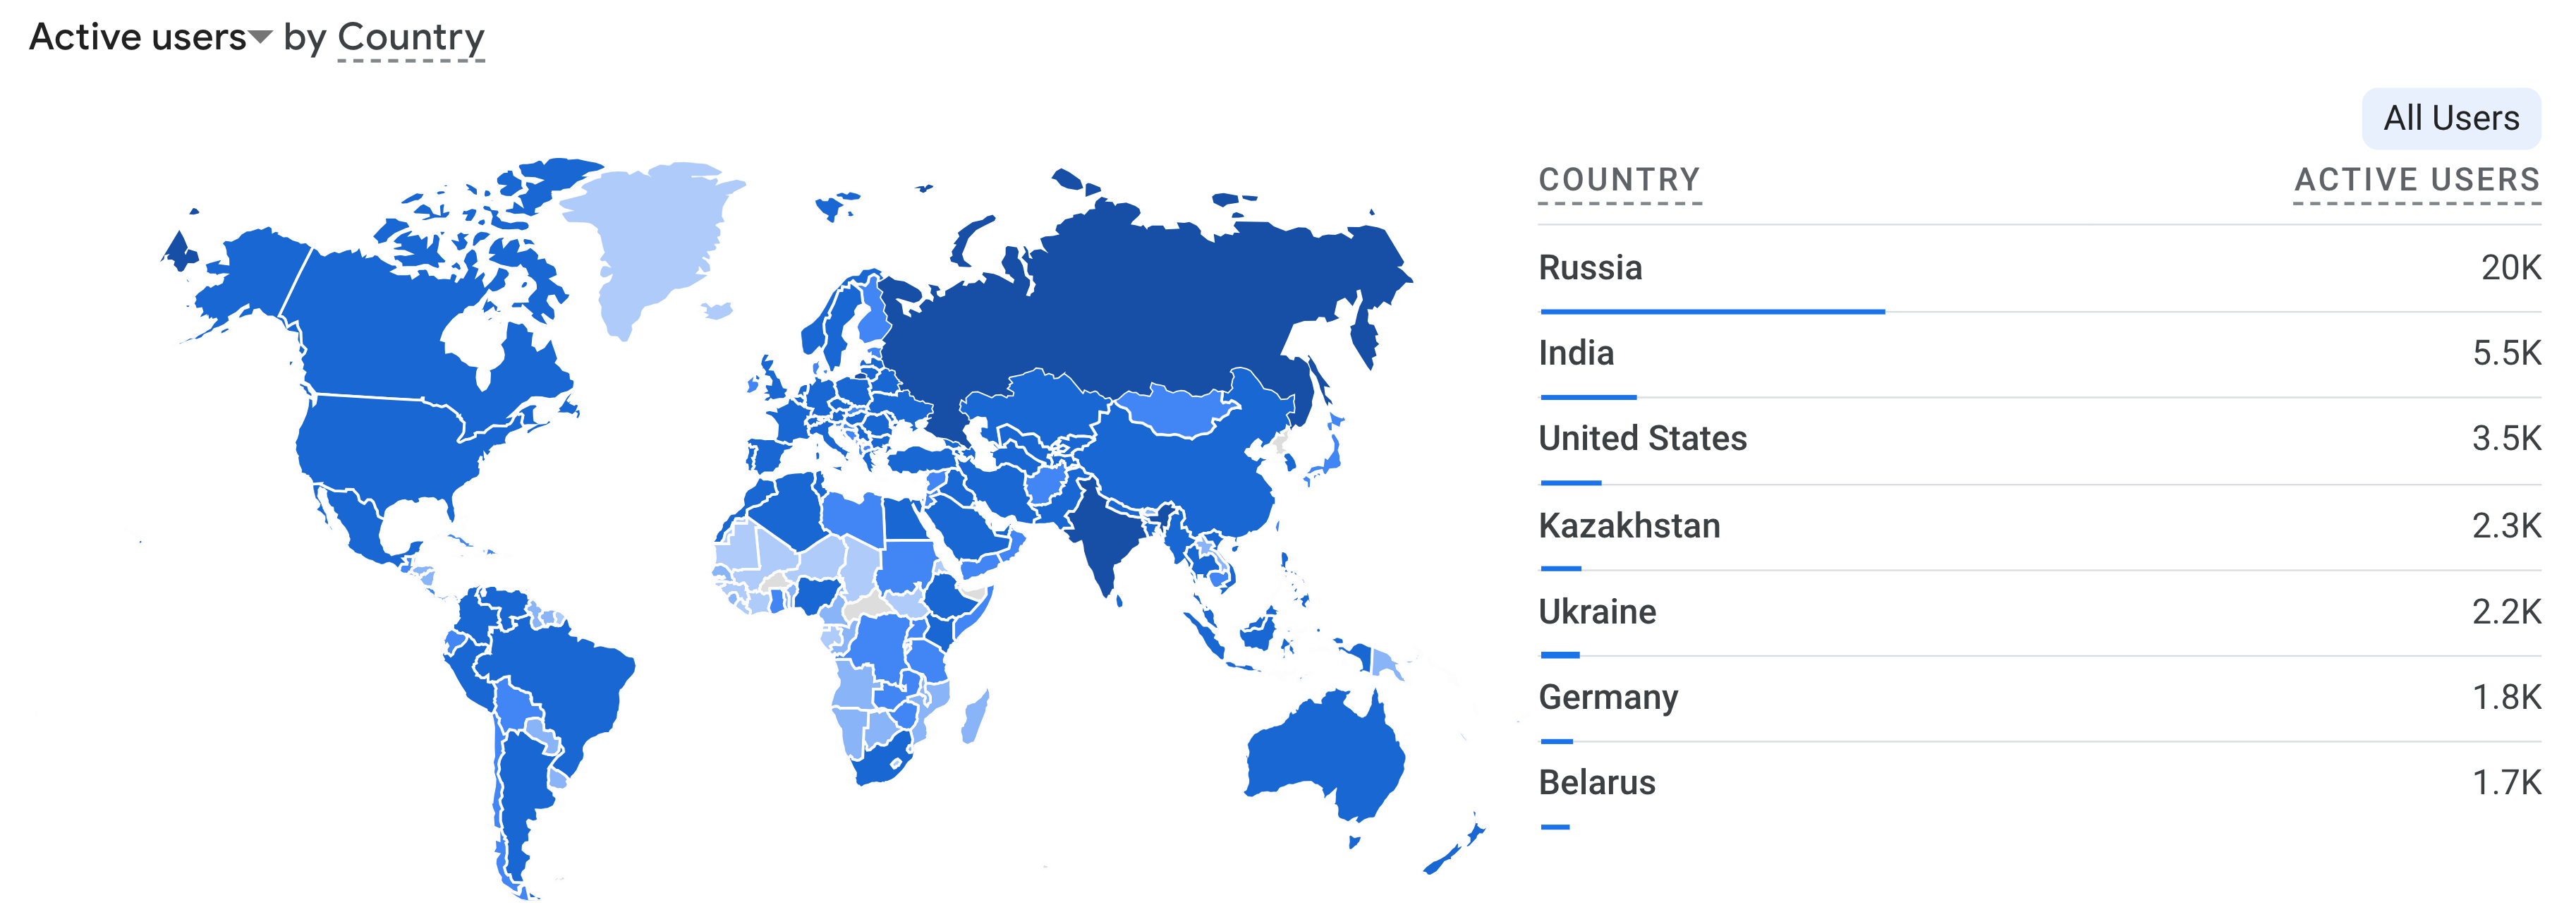 Active users by Country
All Users
COUNTRY ACTIVE USERS
Russia 20K
India 5.5K
United States 3.5K
Kazakhstan 2.3K
Ukraine 2.2K
Germany 1.8K
Belarus 1.7K